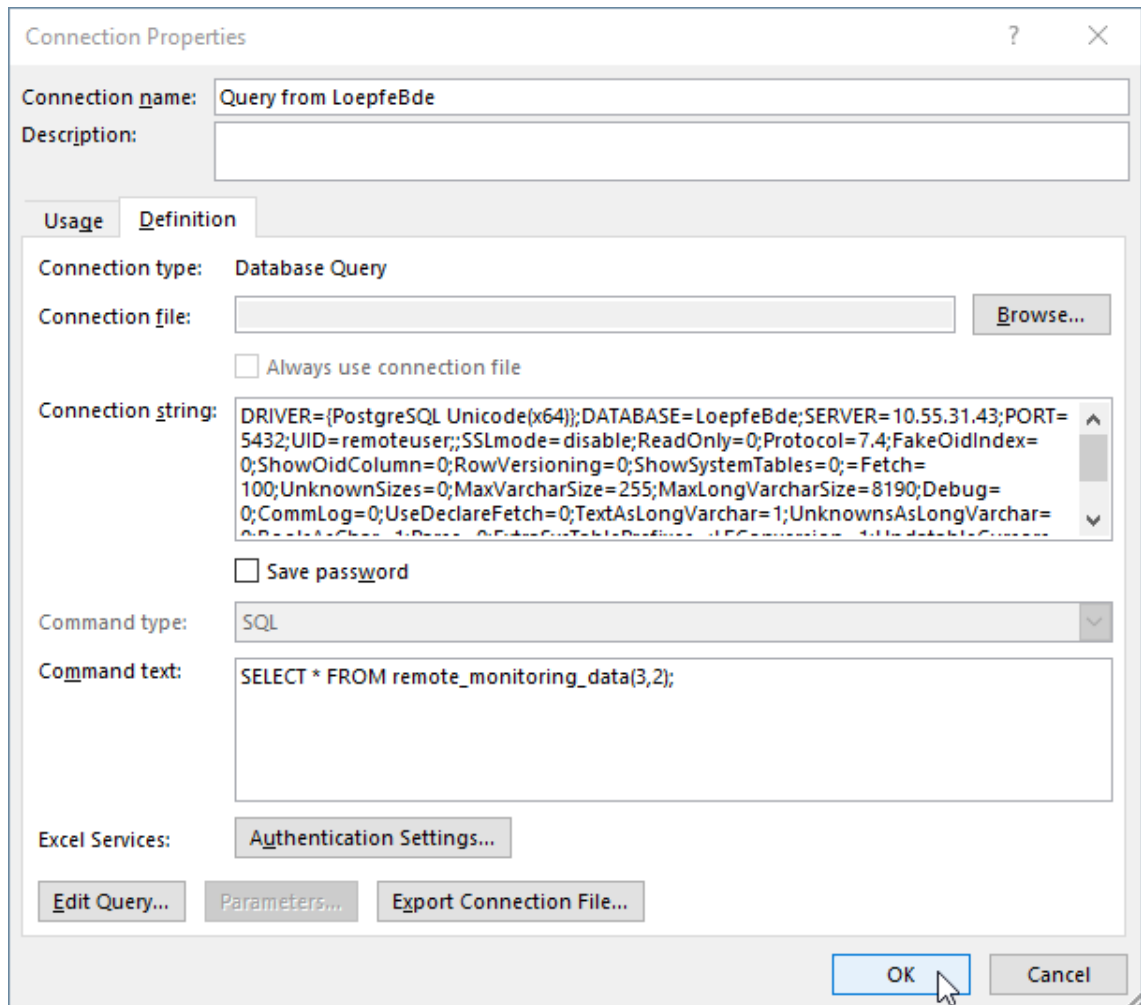 Connection Properties
?
Connection name: Query from LoepfeBde
Description:
Usage Definition
Connection type: Database Query
Connection file: Browse...
Always use connection file
Connection string: DRIVER={PostgreSQL Unicode(x64)};DATABASE=LoepfeBde;SERVER=10.55.31.43;PORT=
5432;UID=remoteuser;;SSLmode=disable;ReadOnly=0;Protocol=7.4;FakeOidIndex=
0;ShowOidColumn=0;RowVersioning=0;ShowSystemTables=0;=Fetch=
100;UnknownSizes=0;MaxVarcharSize=255;MaxLongVarcharSize=8190;Debug=
0;CommLog=0;UseDeclareFetch=0;TextAsLongVarchar=1;UnknownsAsLongVarchar=
Save password
Command type: SQL
Command text: SELECT * FROM remote_monitoring_data(3,2);
Excel Services: Authentication Settings...
Edit Query... Parameters... Export Connection File...
OK Cancel